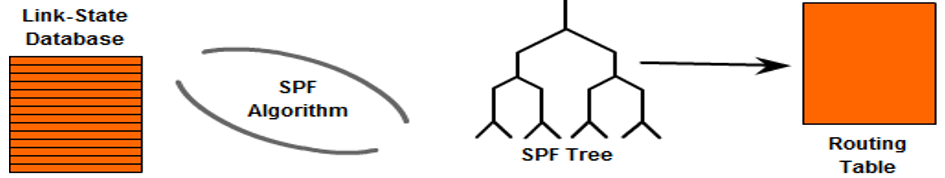 Link-State
Database
SPF
Algorithm
SPF Tree
Routing
Table